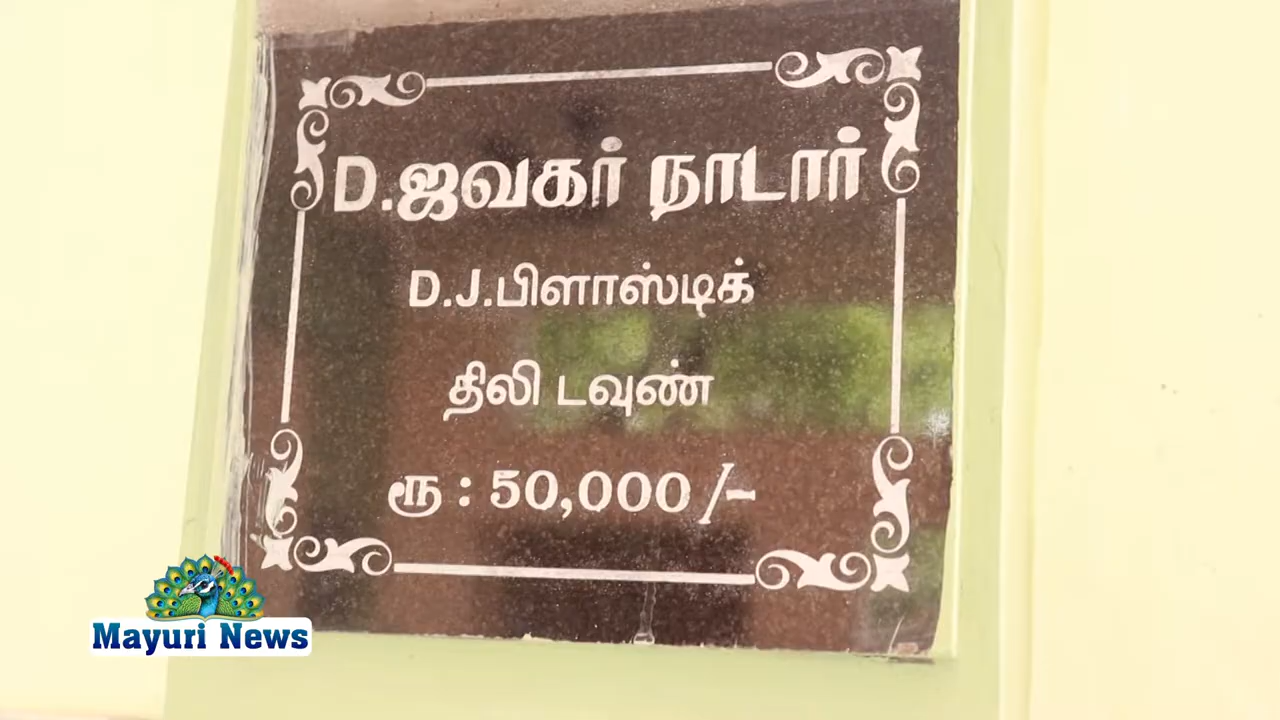 D.ஜவகர் நாடார்
D.J.பிளாஸ்டிக்
திலி டவுண்
ரூ : 50,000/-
Mayuri News